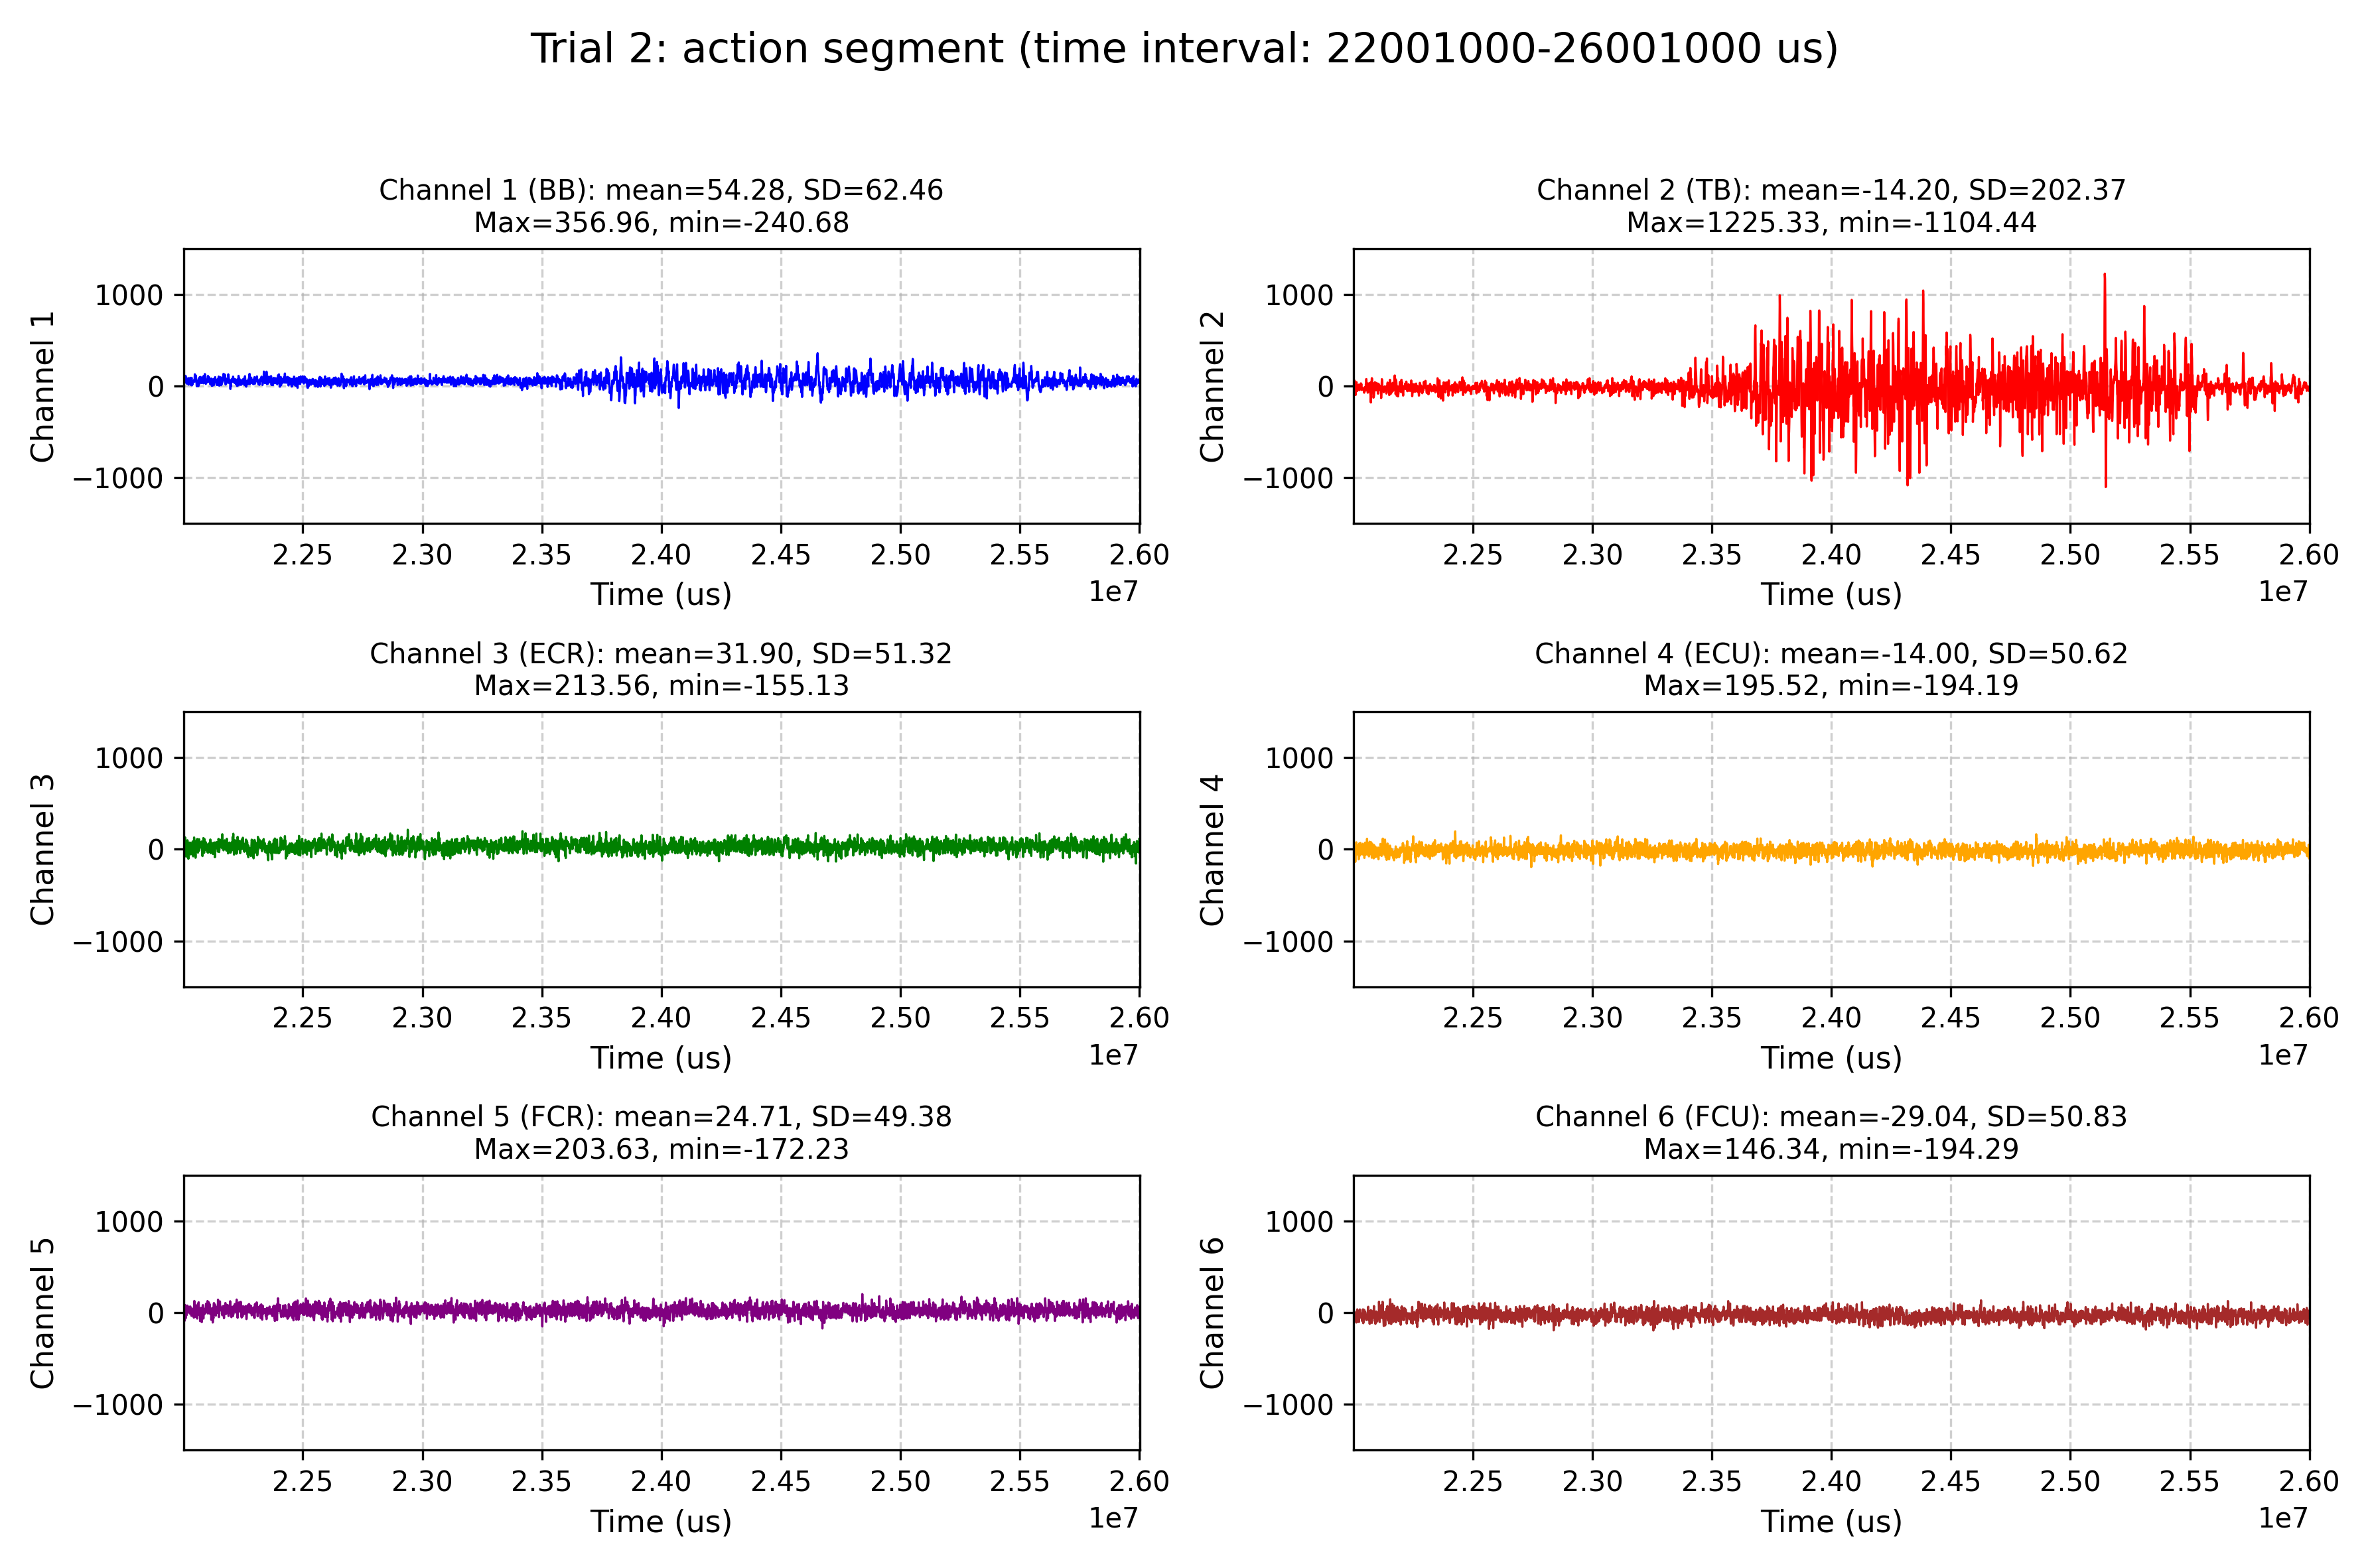 Trial 2: action segment (time interval: 22001000-26001000 us)
Channel 1 (BB): mean=54.28, SD=62.46
Max=356.96, min=-240.68
Channel 1
1000
0
−1000
2.25 2.30 2.35 2.40 2.45 2.50 2.55 2.60
Time (us)
1e7
Channel 2 (TB): mean=-14.20, SD=202.37
Max=1225.33, min=-1104.44
Channel 2
1000
0
−1000
2.25 2.30 2.35 2.40 2.45 2.50 2.55 2.60
Time (us)
1e7
Channel 3 (ECR): mean=31.90, SD=51.32
Max=213.56, min=-155.13
Channel 3
1000
0
−1000
2.25 2.30 2.35 2.40 2.45 2.50 2.55 2.60
Time (us)
1e7
Channel 4 (ECU): mean=-14.00, SD=50.62
Max=195.52, min=-194.19
Channel 4
1000
0
−1000
2.25 2.30 2.35 2.40 2.45 2.50 2.55 2.60
Time (us)
1e7
Channel 5 (FCR): mean=24.71, SD=49.38
Max=203.63, min=-172.23
Channel 5
1000
0
−1000
2.25 2.30 2.35 2.40 2.45 2.50 2.55 2.60
Time (us)
1e7
Channel 6 (FCU): mean=-29.04, SD=50.83
Max=146.34, min=-194.29
Channel 6
1000
0
−1000
2.25 2.30 2.35 2.40 2.45 2.50 2.55 2.60
Time (us)
1e7